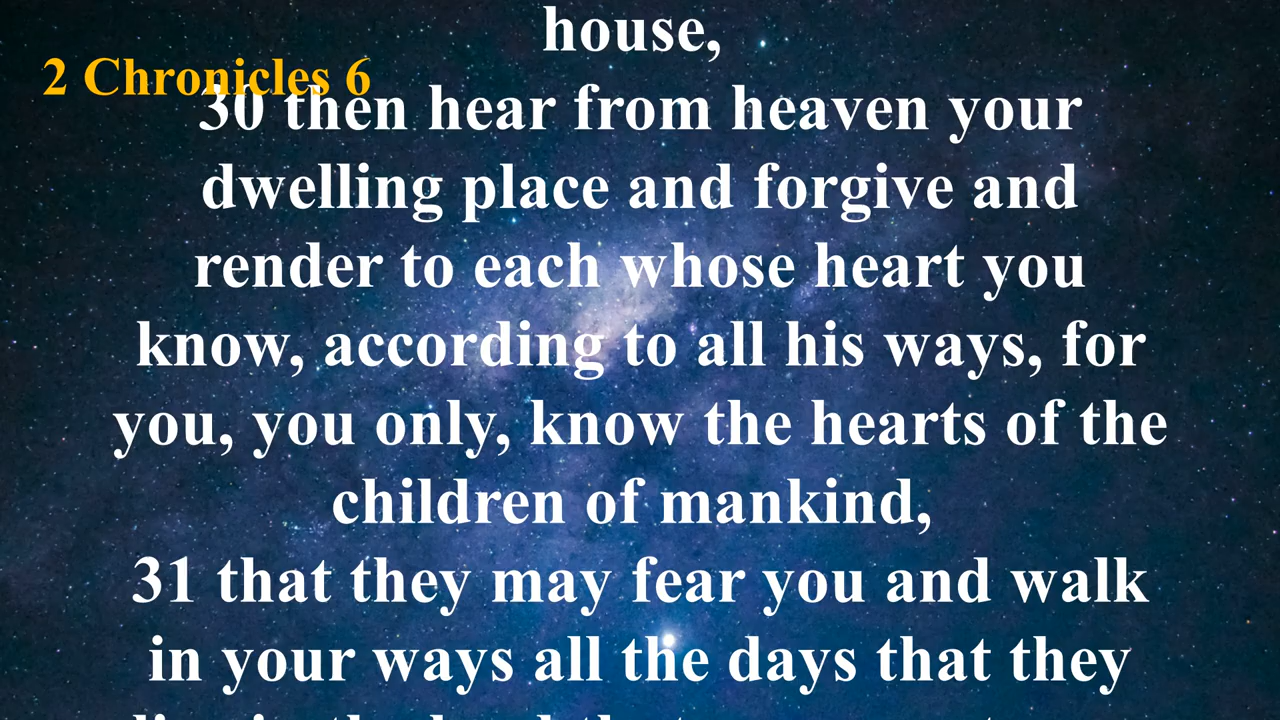 house,
2 Chronicles 6
30 then hear from heaven your
dwelling place and forgive and
render to each whose heart you
know, according to all his ways, for
you, you only, know the hearts of the
children of mankind,
31 that they may fear you and walk
in your ways all the days that they